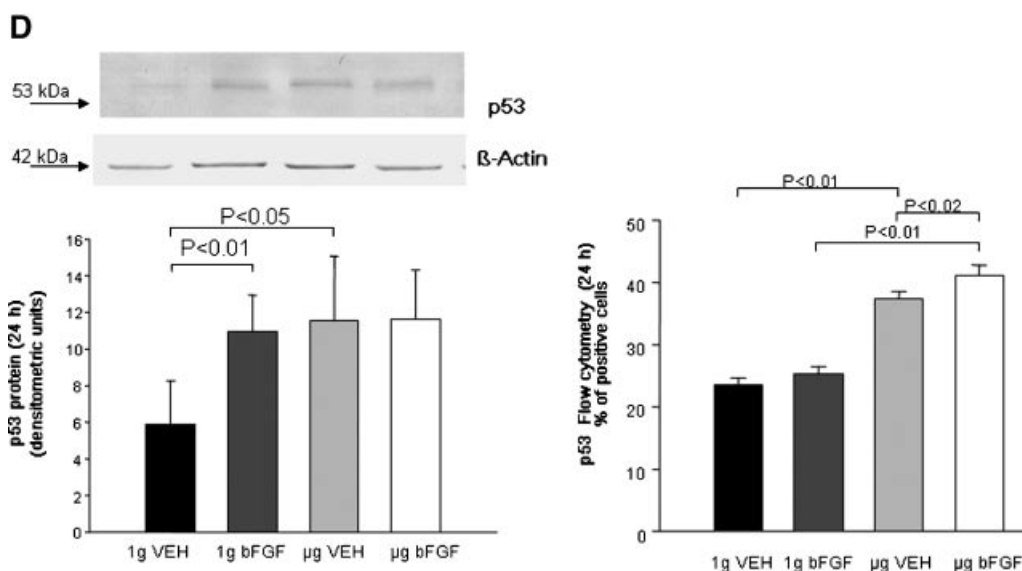 D
53 kDa
p53
42 kDa
ß-Actin
P<0.05
P<0.01
p53 protein (24 h)
(densitometric units)
16
14
12
10
8
6
4
2
0
1g VEH 1g bFGF µg VEH µg bFGF
P<0.01
P<0.02
P<0.01
p53 Flow cytometry (24 h)
% of positive cells
50
40
30
20
10
0
1g VEH 1g bFGF µg VEH µg bFGF